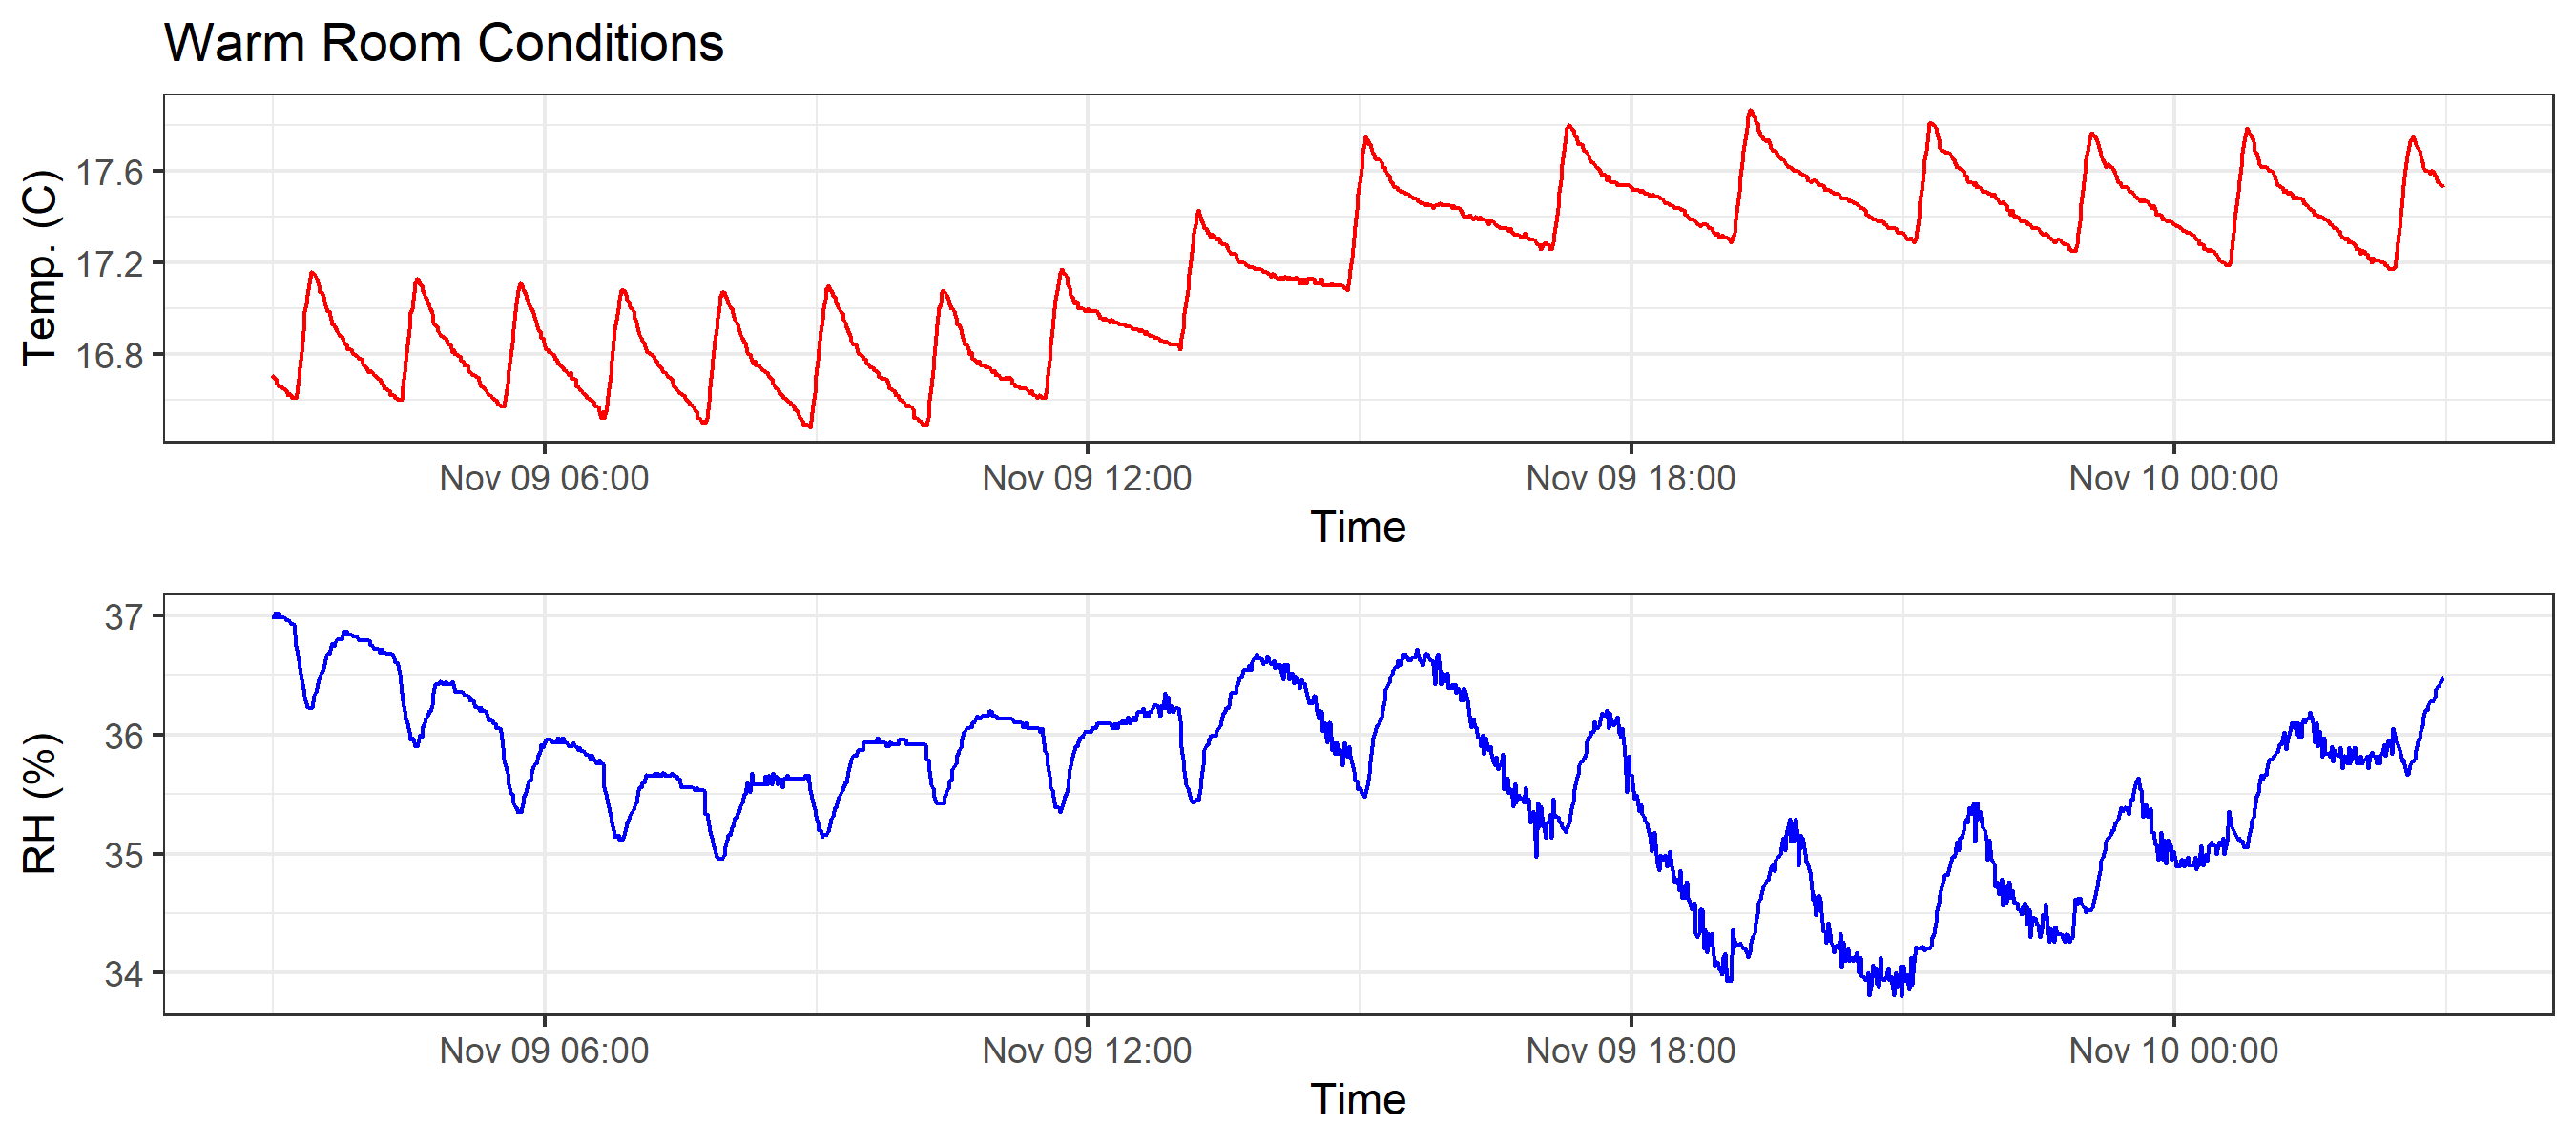 Warm Room Conditions
Temp. (C)
17.6
17.2
16.8
Nov 09 06:00 Nov 09 12:00 Nov 09 18:00 Nov 10 00:00
Time
RH (%)
37
36
35
34
Nov 09 06:00 Nov 09 12:00 Nov 09 18:00 Nov 10 00:00
Time